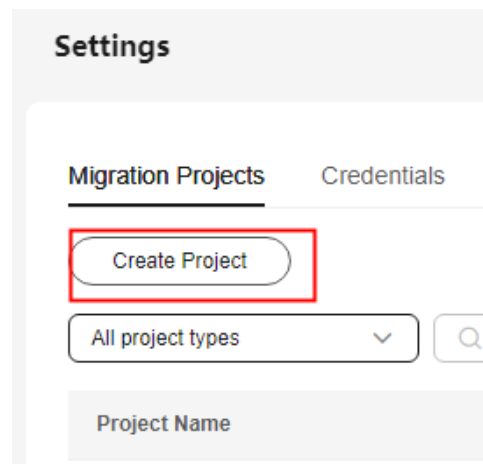 Settings
Migration Projects Credentials
Create Project
All project types
Project Name